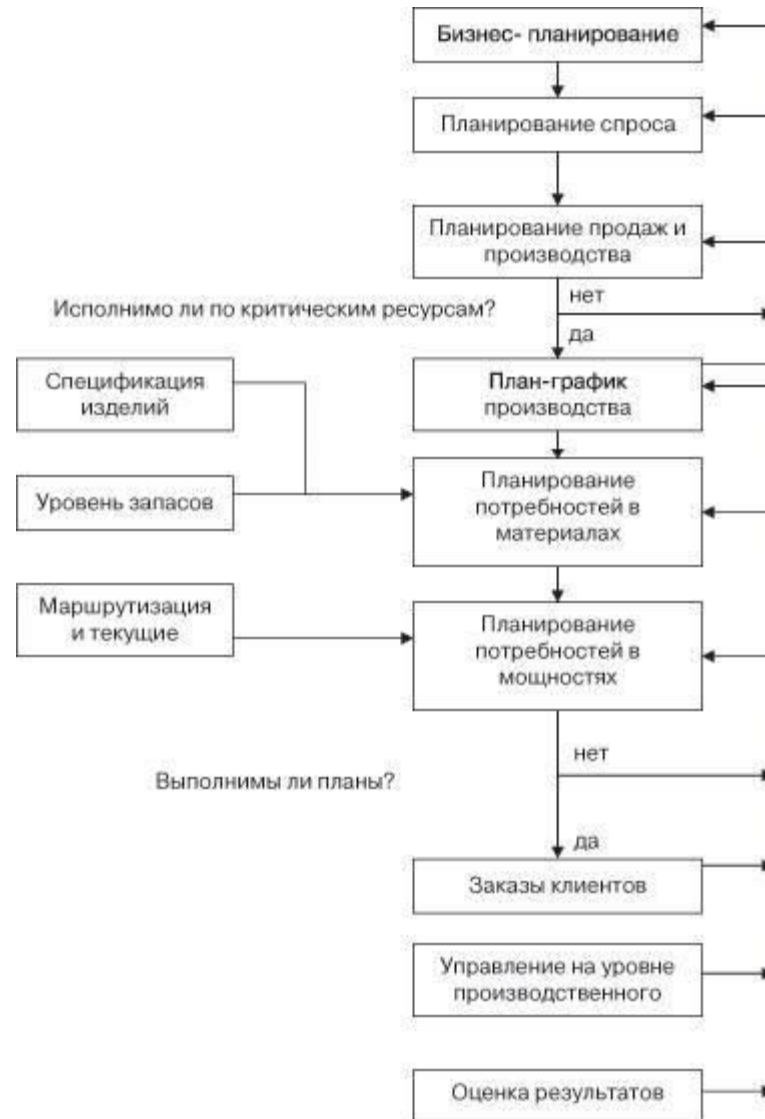 Бизнес- планирование
Планирование спроса
Планирование продаж и
производства
нет
Исполнимо ли по критическим ресурсам?
да
Спецификация
изделий
План-график
производства
Уровень запасов
Планирование
потребностей в
материалах
Маршрутизация
и текущие
Планирование
потребностей в
мощностях
нет
Выполнимы ли планы?
да
Заказы клиентов
Управление на уровне
производственного
Оценка результатов